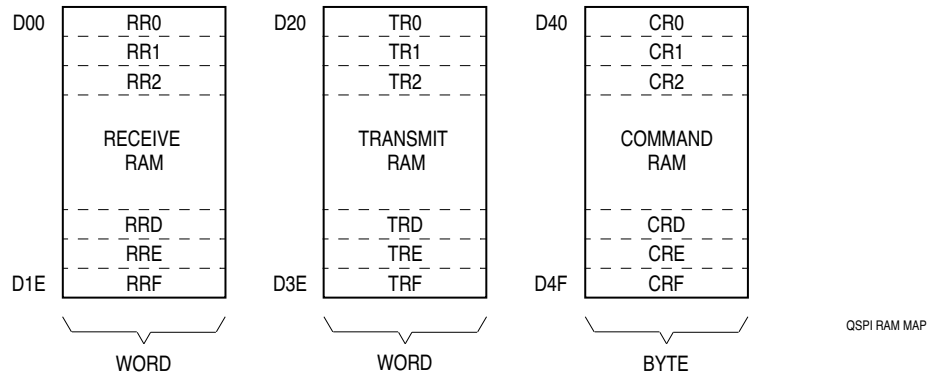 D00 RR0 D20 TR0 D40 CR0
RR1 TR1 CR1
RR2 TR2 CR2
RECEIVE TRANSMIT COMMAND
RAM RAM RAM
RRD TRD CRD
RRE TRE CRE
D1E RRF D3E TRF D4F CRF
QSPI RAM MAP
WORD WORD BYTE